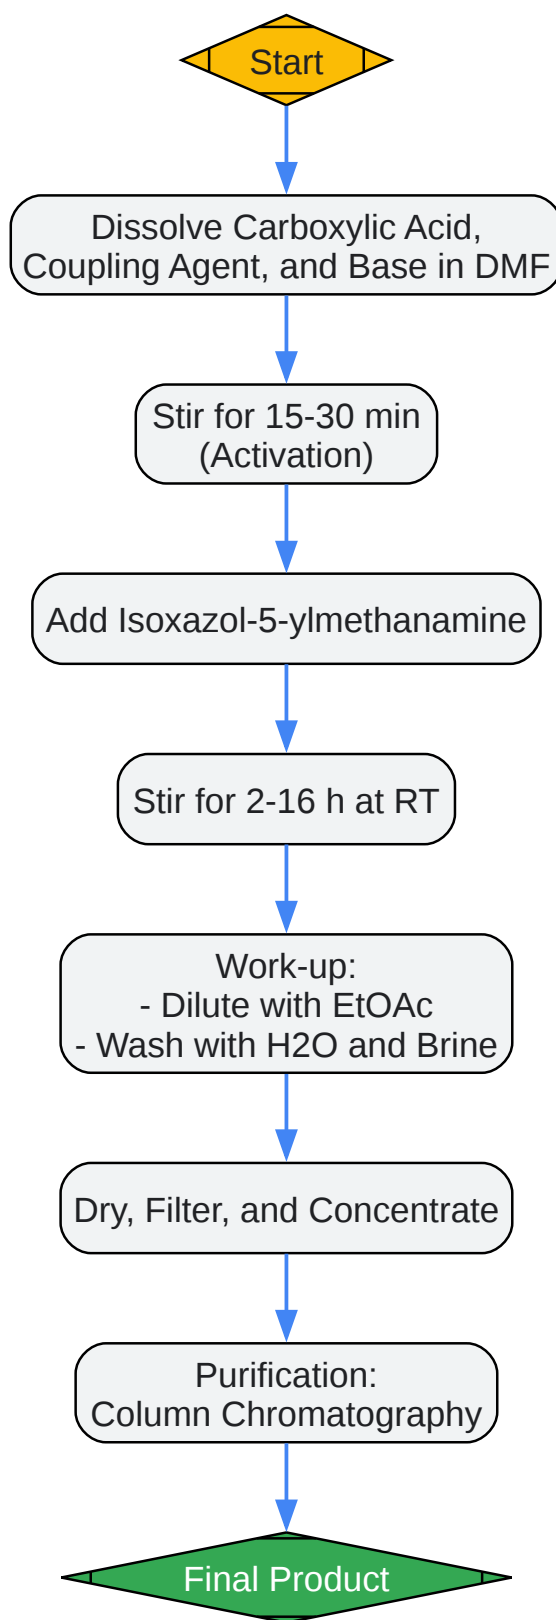 Start
Dissolve Carboxylic Acid,
Coupling Agent, and Base in DMF
Stir for 15-30 min
(Activation)
Add Isoxazol-5-ylmethanamine
Stir for 2-16 h at RT
Work-up:
- Dilute with EtOAc
- Wash with H2O and Brine
Dry, Filter, and Concentrate
Purification:
Column Chromatography
Final Product